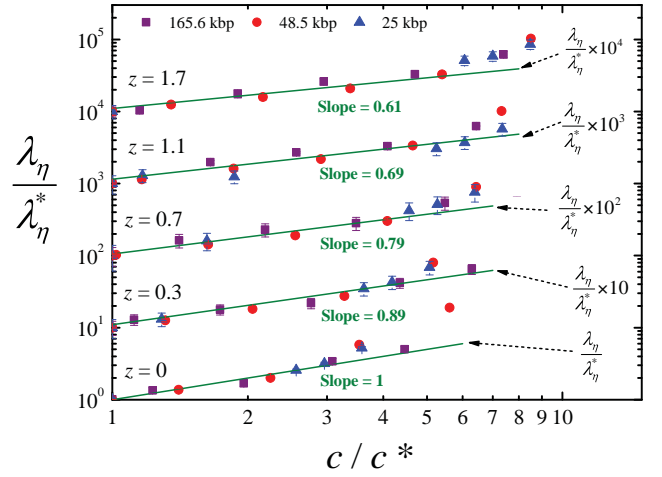 165.6 kbp 48.5 kbp 25 kbp
10⁵
10⁴
10³
10²
10¹
10⁰
λη / λη*
z = 1.7
Slope = 0.61
λη / λη* ×10⁴
z = 1.1
Slope = 0.69
λη / λη* ×10³
z = 0.7
Slope = 0.79
λη / λη* ×10²
z = 0.3
Slope = 0.89
λη / λη* ×10
z = 0
Slope = 1
λη / λη*
1 2 3 4 5 6 7 8 9 10
c / c *